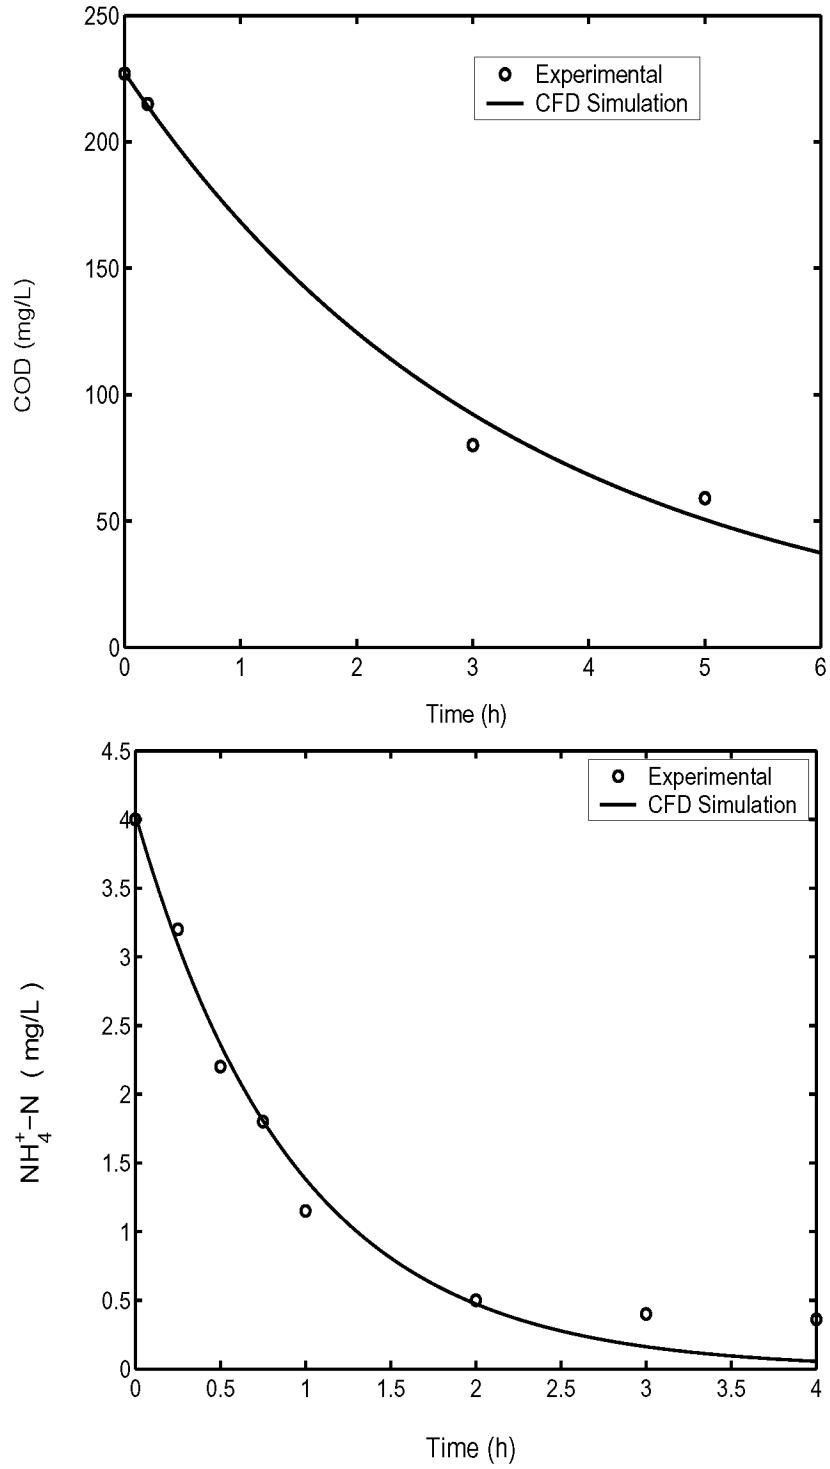 250
200
150
100
50
0
COD (mg/L)
Experimental
CFD Simulation
0 1 2 3 4 5 6
Time (h)
4.5
4
3.5
3
2.5
2
1.5
1
0.5
0
NH₄⁺−N ( mg/L )
Experimental
CFD Simulation
0 0.5 1 1.5 2 2.5 3 3.5 4
Time (h)